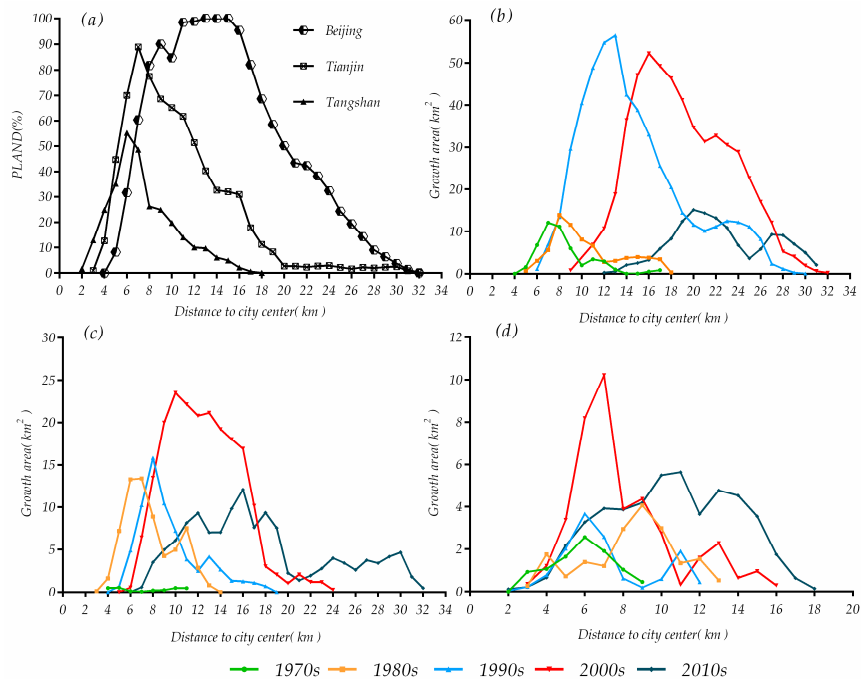 (a)
Beijing
Tianjin
Tangshan
PLAND(%)
100
90
80
70
60
50
40
30
20
10
0
0 2 4 6 8 10 12 14 16 18 20 22 24 26 28 30 32 34
Distance to city center( km )
(b)
Growth area( km2 )
60
50
40
30
20
10
0
0 2 4 6 8 10 12 14 16 18 20 22 24 26 28 30 32 34
Distance to city center( km )
(c)
Growth area( km2 )
30
25
20
15
10
5
0
0 2 4 6 8 10 12 14 16 18 20 22 24 26 28 30 32 34
Distance to city center( km )
(d)
Growth area( km2 )
12
10
8
6
4
2
0
0 2 4 6 8 10 12 14 16 18 20
Distance to city center( km )
1970s 1980s 1990s 2000s 2010s